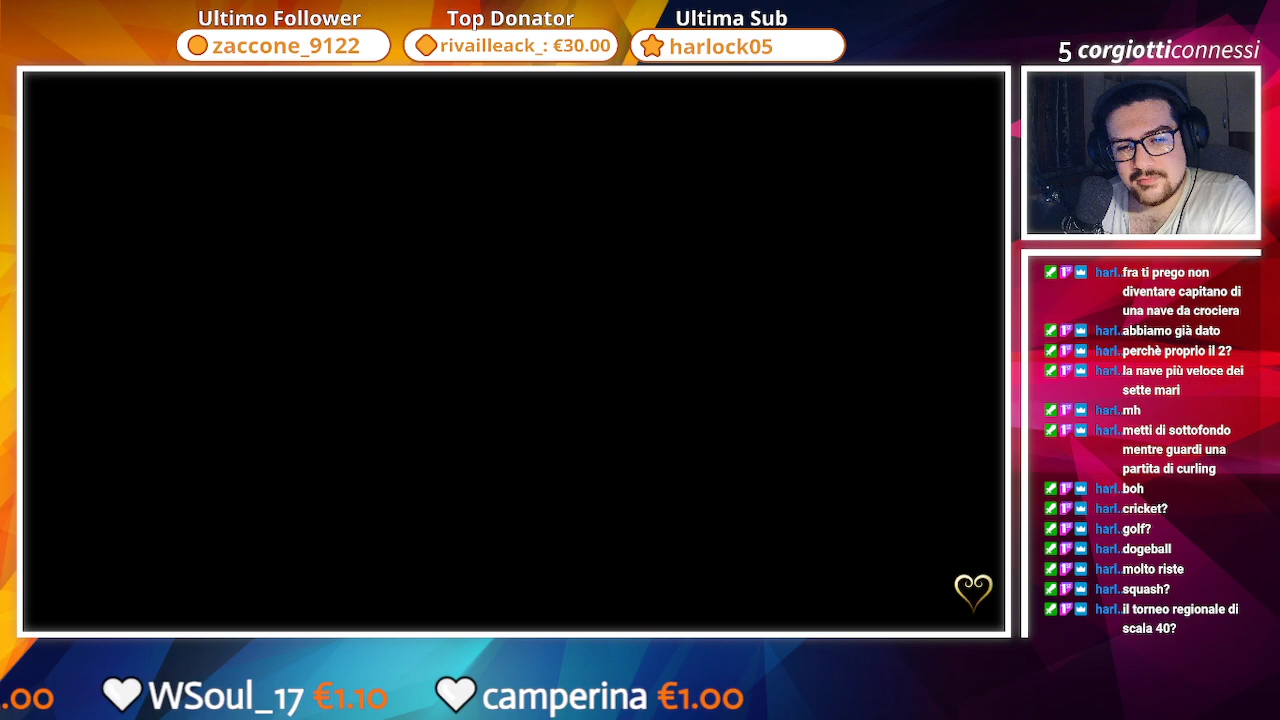 Ultimo Follower
Top Donator
Ultima Sub
zaccone_9122
rivailleack_: €30.00
harlock05
5 corgiotticonnessi
harl..fra ti prego non
diventare capitano di
una nave da crociera
harl..abbiamo già dato
harl..perchè proprio il 2?
harl..la nave più veloce dei
sette mari
harl..mh
harl..metti di sottofondo
mentre guardi una
partita di curling
harl..boh
harl..cricket?
harl..golf?
harl..dogeball
harl..molto riste
harl..squash?
harl..il torneo regionale di
scala 40?
.00 WSoul_17 €1.10 camperina €1.00